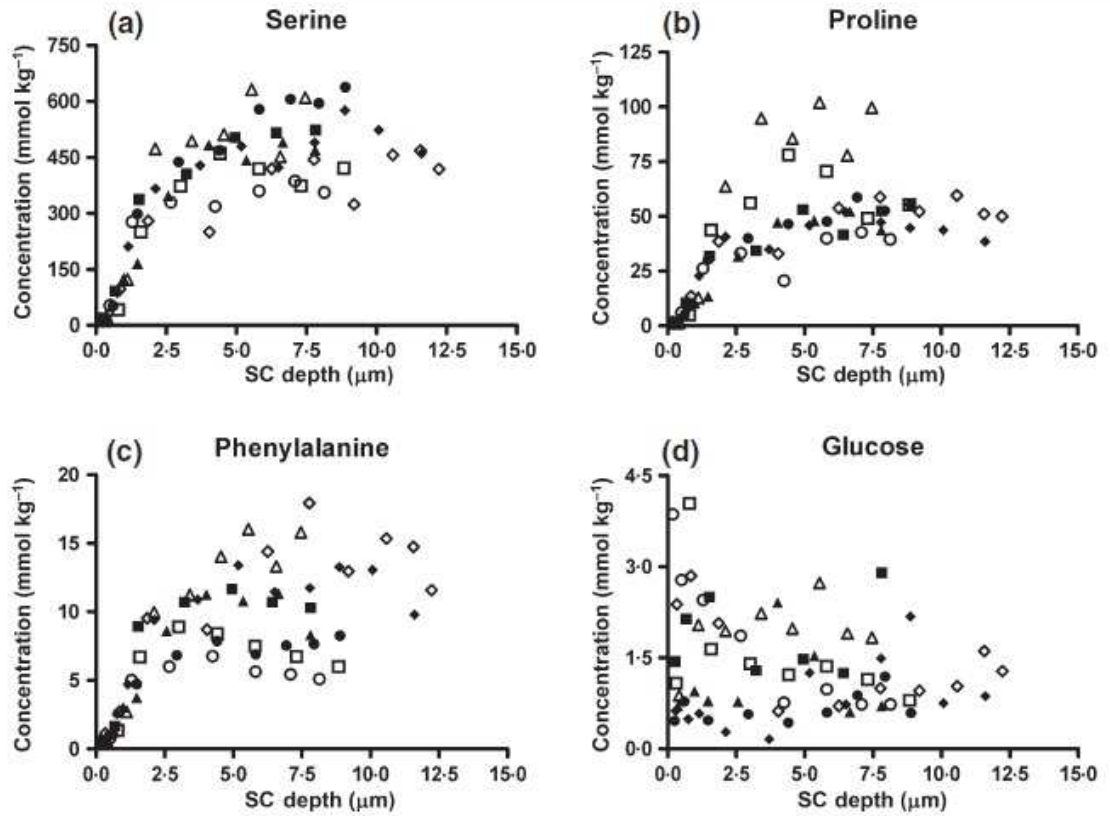 (a) Serine
Concentration (mmol kg⁻¹)
750
600
450
300
150
0
0·0 2·5 5·0 7·5 10·0 12·5 15·0
SC depth (μm)
(b) Proline
Concentration (mmol kg⁻¹)
125
100
75
50
25
0
0·0 2·5 5·0 7·5 10·0 12·5 15·0
SC depth (μm)
(c) Phenylalanine
Concentration (mmol kg⁻¹)
20
15
10
5
0
0·0 2·5 5·0 7·5 10·0 12·5 15·0
SC depth (μm)
(d) Glucose
Concentration (mmol kg⁻¹)
4·5
3·0
1·5
0·0
0·0 2·5 5·0 7·5 10·0 12·5 15·0
SC depth (μm)